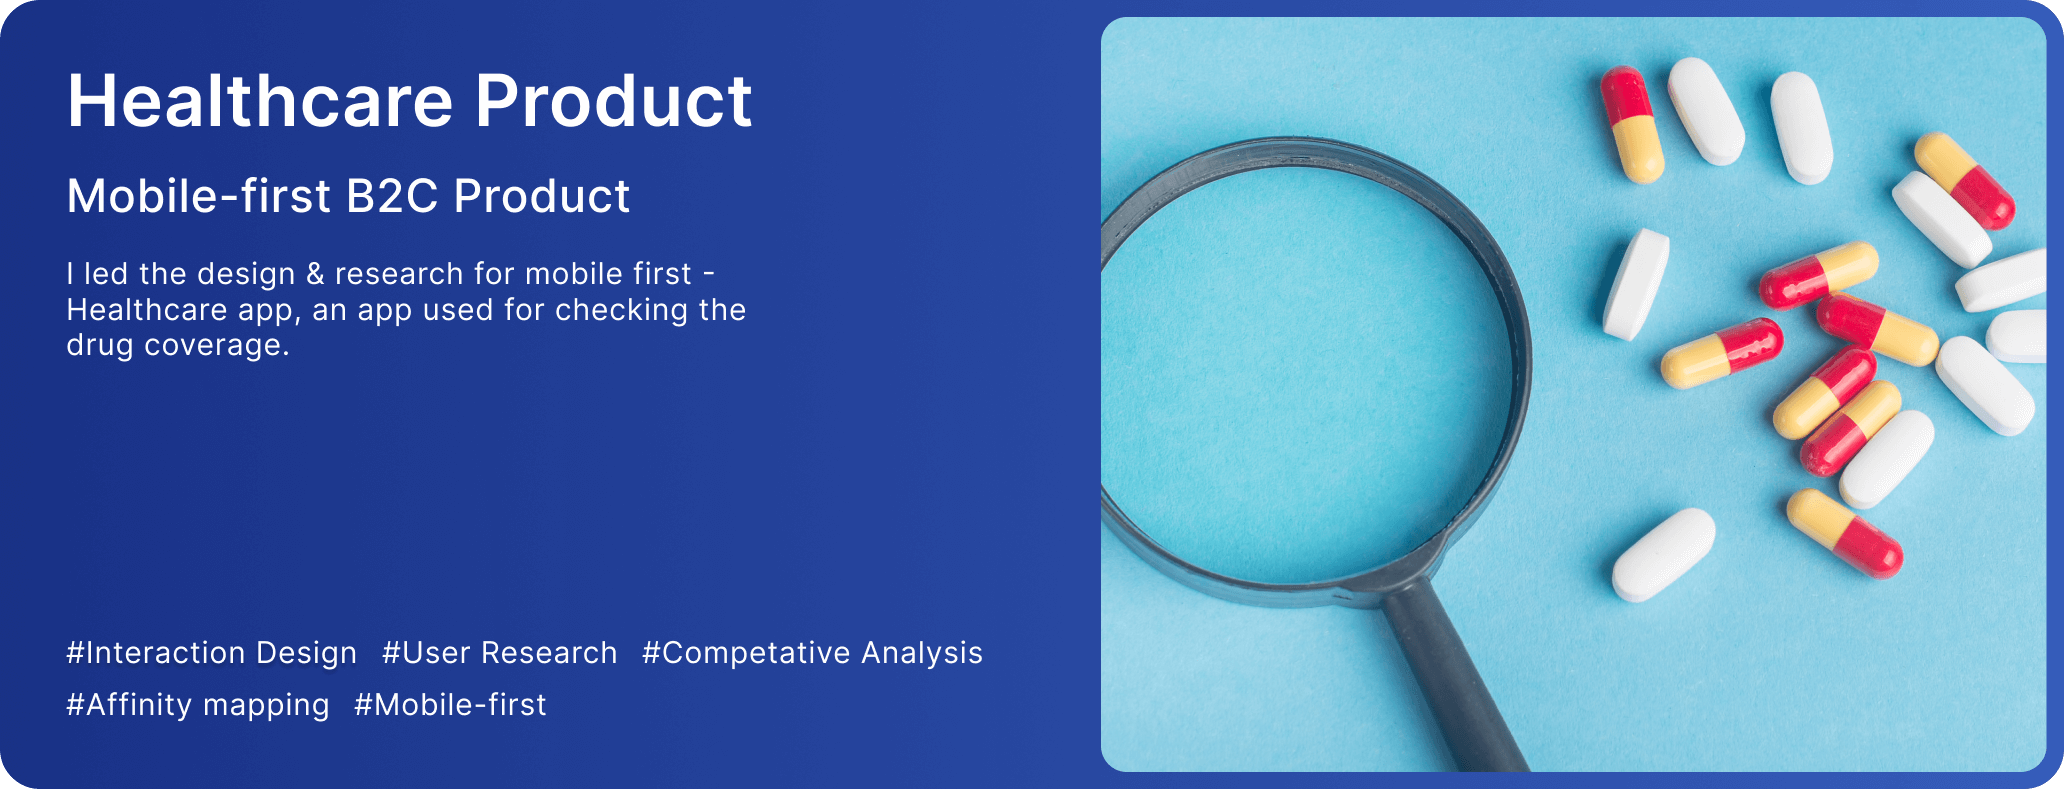 Healthcare Product
Mobile-first B2C Product
I led the design & research for mobile first -
Healthcare app, an app used for checking the
drug coverage.
#Interaction Design #User Research #Competative Analysis
#Affinity mapping #Mobile-first